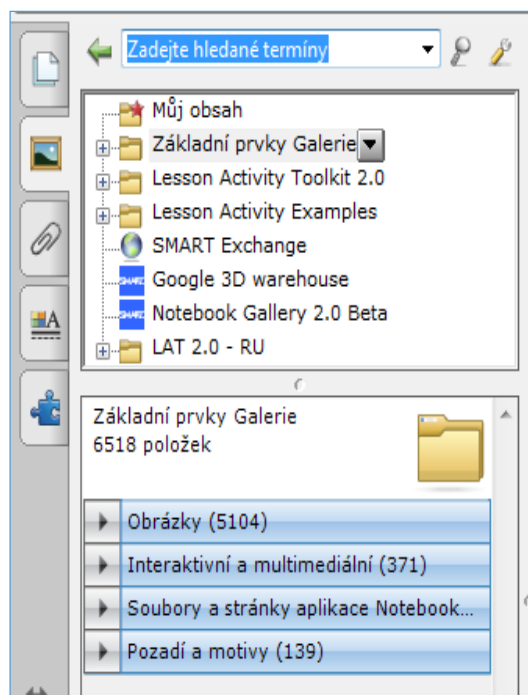 Zadejte hledané termíny
Můj obsah
Základní prvky Galerie
Lesson Activity Toolkit 2.0
Lesson Activity Examples
SMART Exchange
Google 3D warehouse
Notebook Gallery 2.0 Beta
LAT 2.0 - RU
Základní prvky Galerie
6518 položek
Obrázky (5104)
Interaktivní a multimediální (371)
Soubory a stránky aplikace Notebook...
Pozadí a motivy (139)